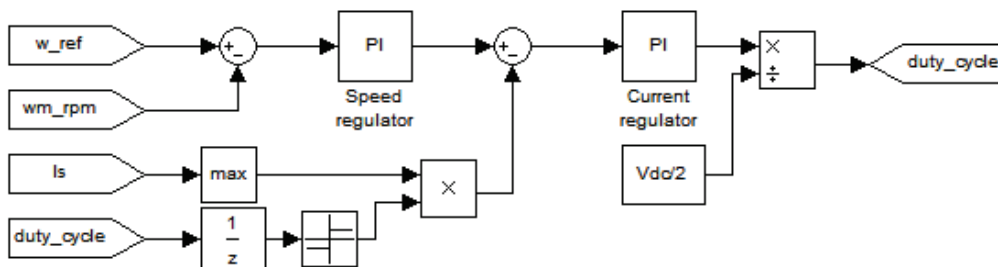 w_ref
+
−
PI
Speed
regulator
+
−
PI
Current
regulator
×
÷
duty_cycle
wm_rpm
Is
max
×
Vdc/2
duty_cycle
1
z